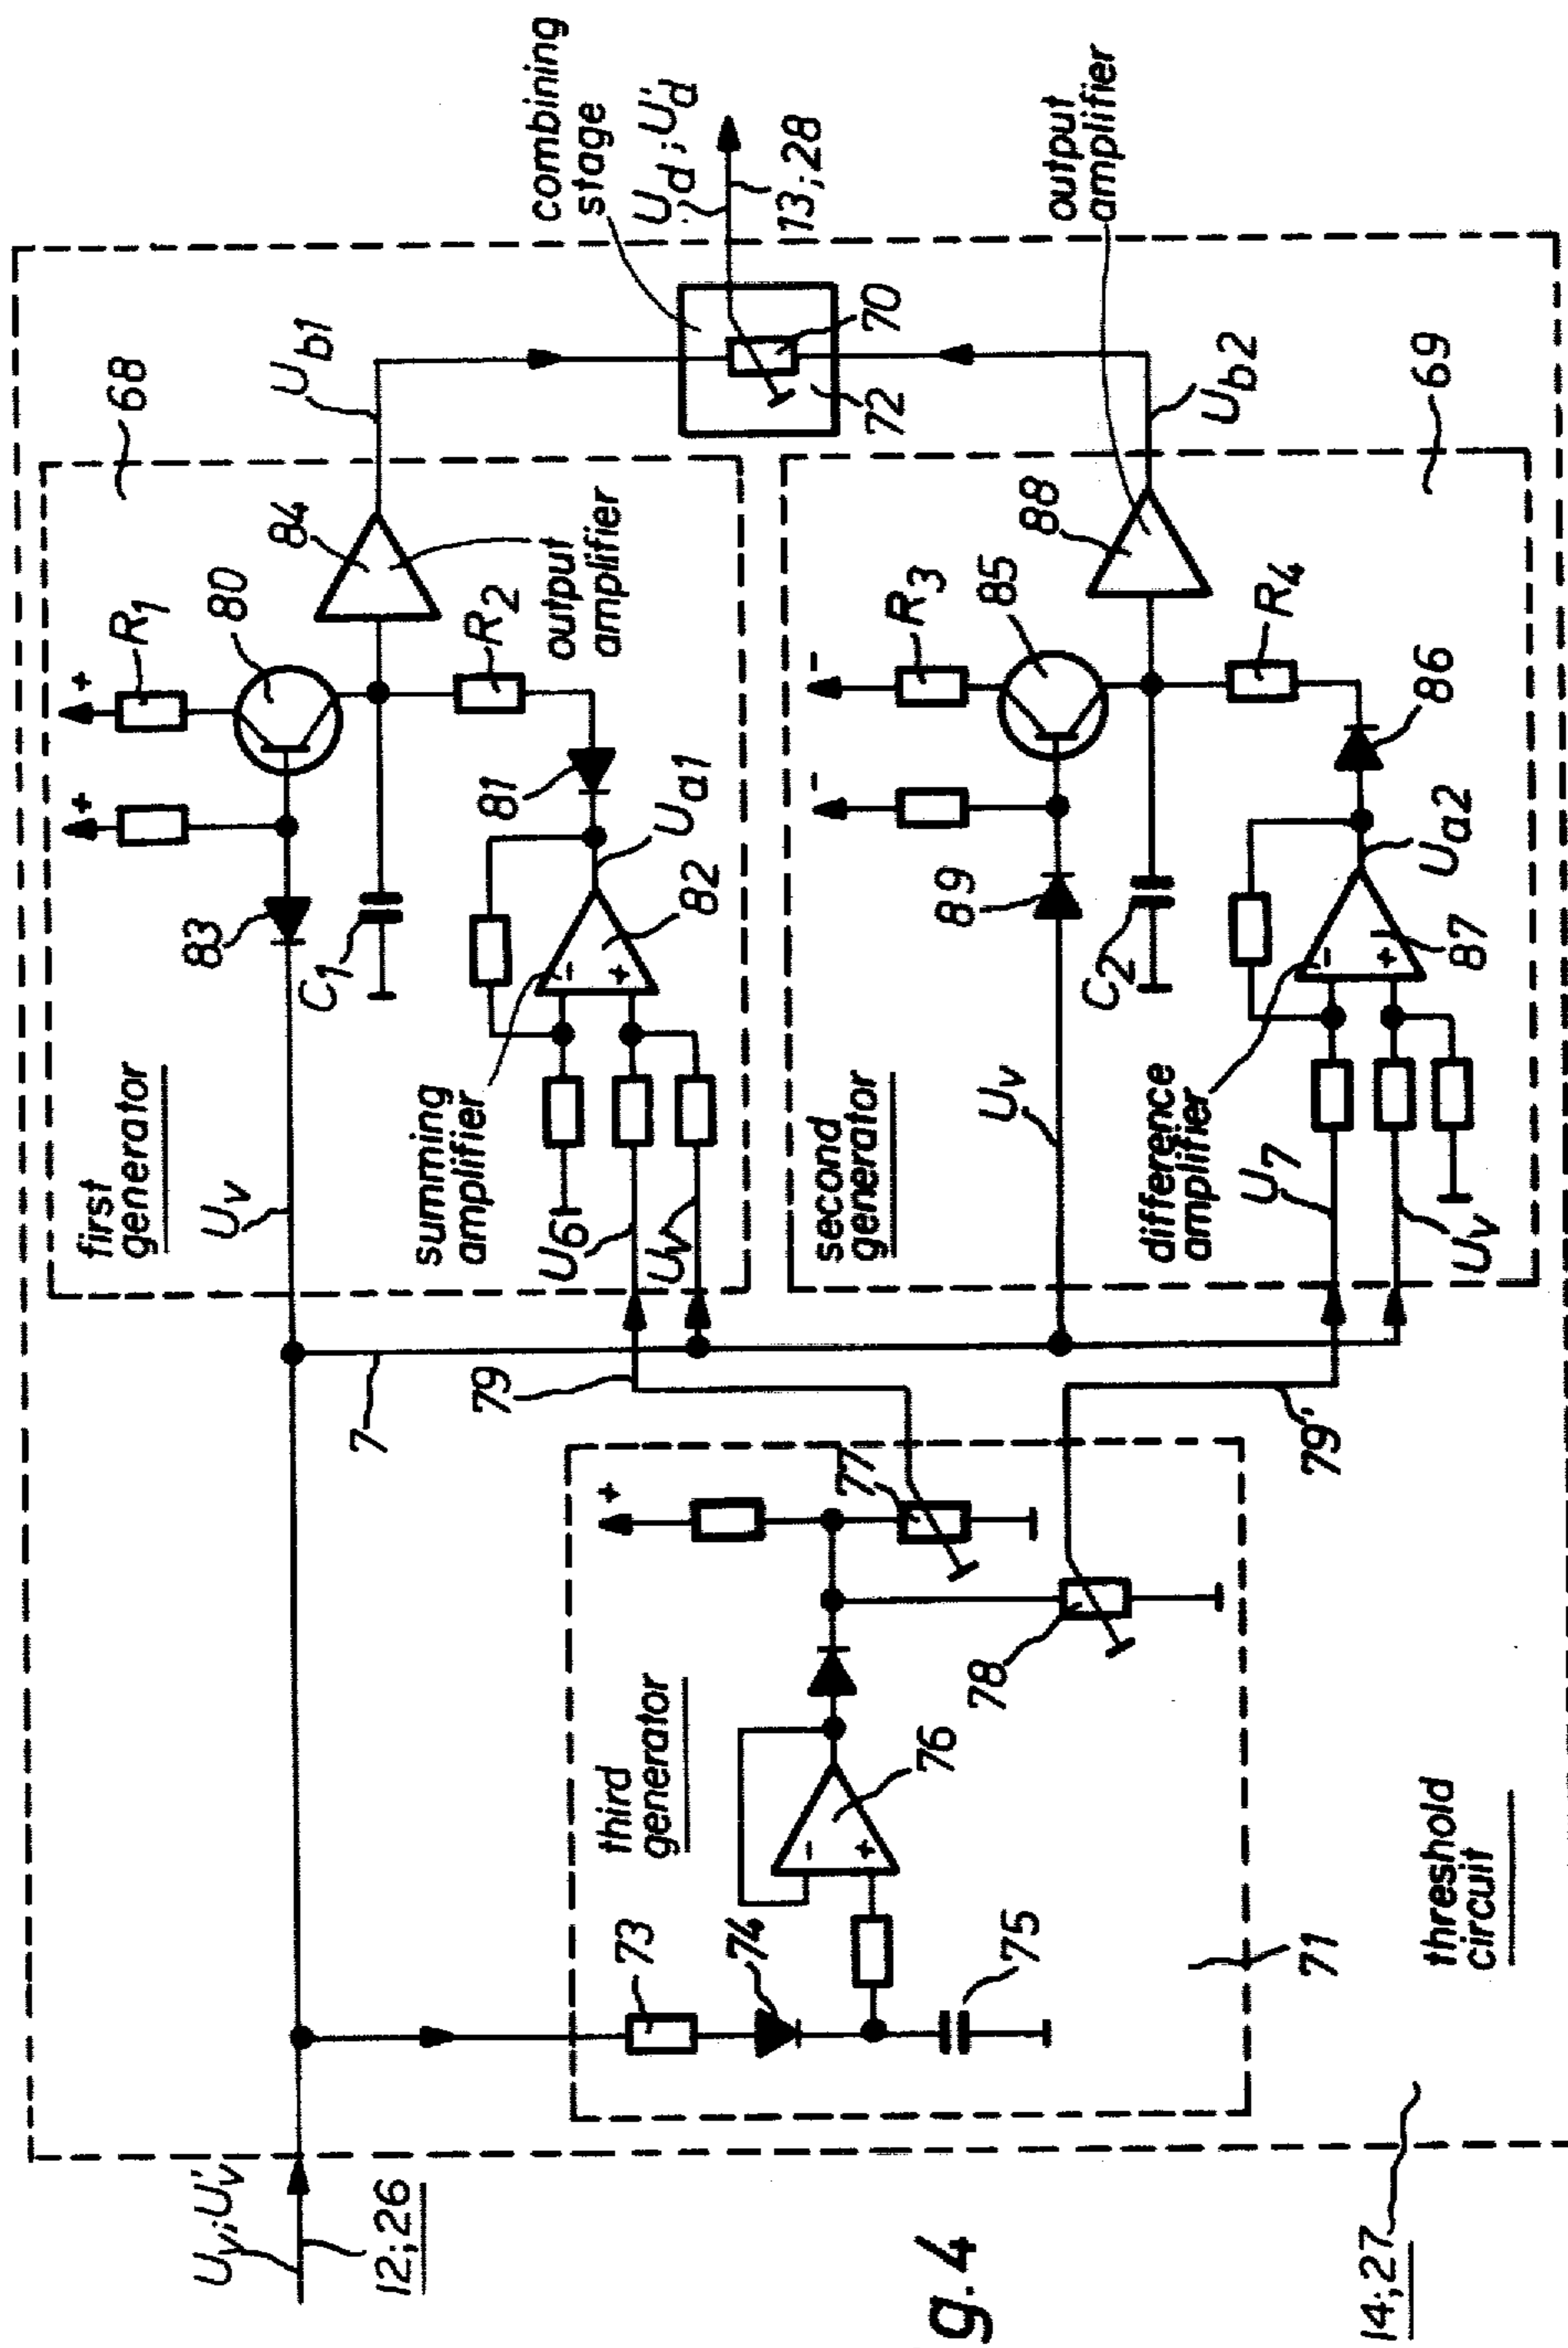 U_v; U'_v
12; 26
7
first
generator
U_v
83
+
+
R_1
80
84
C_1
R_2
output
amplifier
68
U_b1
summing
amplifier
81
U_a1
82
U_6
U_v
-
+
79
combining
stage
U_d; U'_d
13; 28
70
72
third
generator
73
74
75
76
-
+
+
77
78
79'
71
second
generator
U_v
89
-
-
R_3
85
88
output
amplifier
C_2
R_4
86
U_b2
69
difference
amplifier
U_7
U_v
-
+
87
U_a2
threshold
circuit
14; 27
g. 4